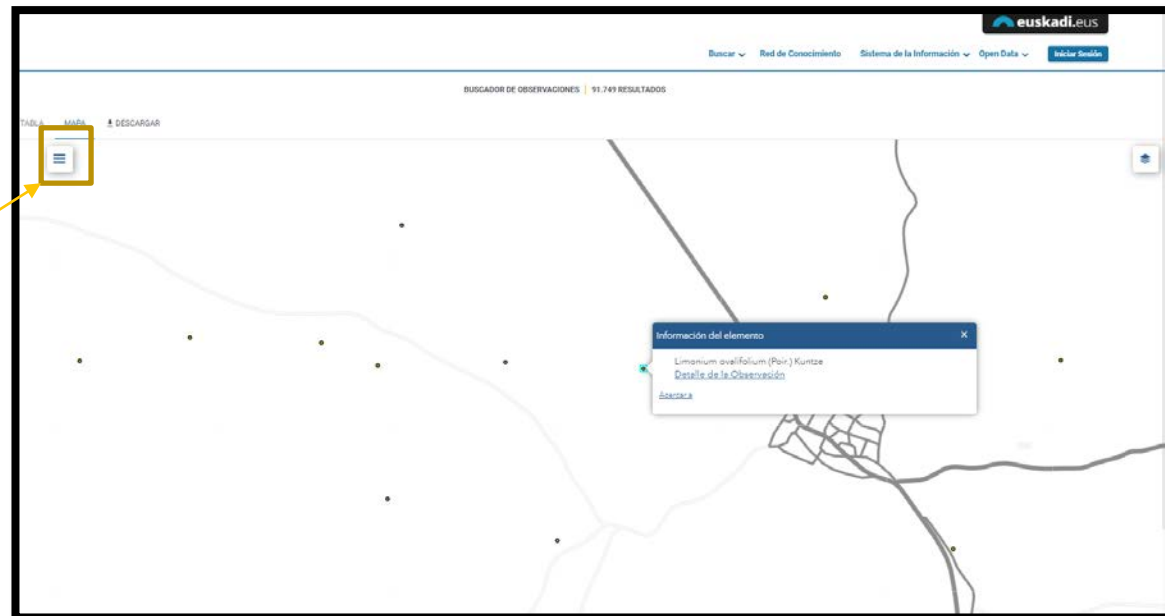 euskadi.eus
Buscar Red de Conocimiento Sistema de la Información Open Data Iniciar Sesión
BUSCADOR DE OBSERVACIONES | 91.749 RESULTADOS
TABLA MAPA DESCARGAR
Información del elemento ×
Limonium ovalifolium (Poir.) Kuntze
Detalle de la Observación
Acercar a